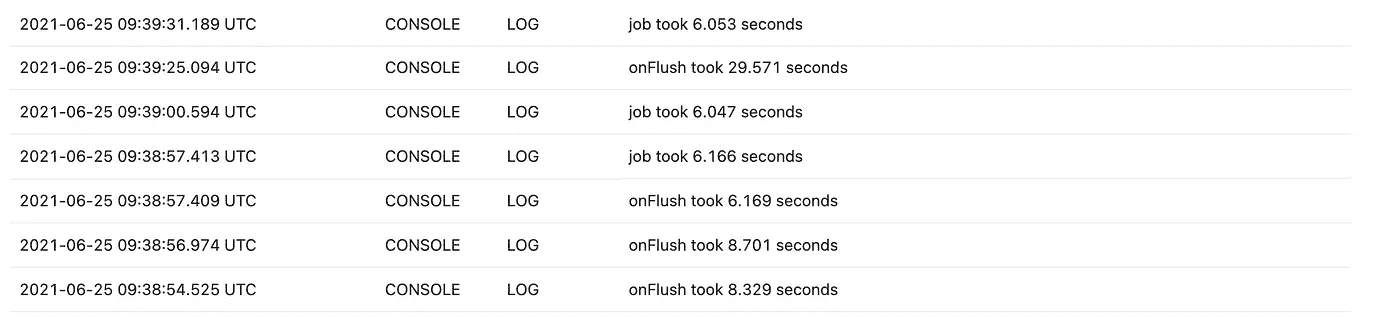 2021-06-25 09:39:31.189 UTC CONSOLE LOG job took 6.053 seconds
2021-06-25 09:39:25.094 UTC CONSOLE LOG onFlush took 29.571 seconds
2021-06-25 09:39:00.594 UTC CONSOLE LOG job took 6.047 seconds
2021-06-25 09:38:57.413 UTC CONSOLE LOG job took 6.166 seconds
2021-06-25 09:38:57.409 UTC CONSOLE LOG onFlush took 6.169 seconds
2021-06-25 09:38:56.974 UTC CONSOLE LOG onFlush took 8.701 seconds
2021-06-25 09:38:54.525 UTC CONSOLE LOG onFlush took 8.329 seconds